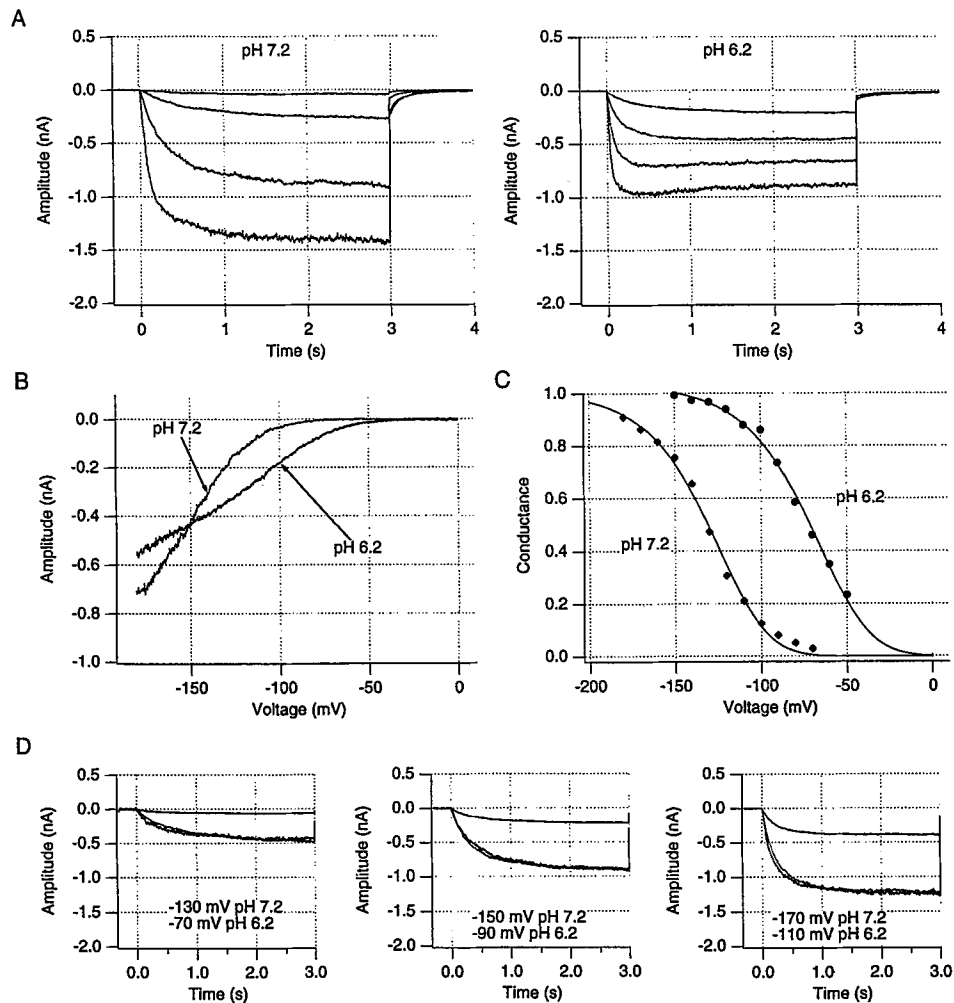 A
pH 7.2
0.5
0.0
-0.5
-1.0
-1.5
-2.0
Amplitude (nA)
0 1 2 3 4
Time (s)
pH 6.2
0.5
0.0
-0.5
-1.0
-1.5
-2.0
Amplitude (nA)
0 1 2 3 4
Time (s)
B
pH 7.2
pH 6.2
0.0
-0.2
-0.4
-0.6
-0.8
-1.0
Amplitude (nA)
-150 -100 -50 0
Voltage (mV)
C
1.0
0.8
0.6
0.4
0.2
0.0
Conductance
pH 6.2
pH 7.2
-200 -150 -100 -50 0
Voltage (mV)
D
0.5
0.0
-0.5
-1.0
-1.5
-2.0
Amplitude (nA)
-130 mV pH 7.2
-70 mV pH 6.2
0.0 1.0 2.0 3.0
Time (s)
0.5
0.0
-0.5
-1.0
-1.5
-2.0
Amplitude (nA)
-150 mV pH 7.2
-90 mV pH 6.2
0.0 1.0 2.0 3.0
Time (s)
0.5
0.0
-0.5
-1.0
-1.5
-2.0
Amplitude (nA)
-170 mV pH 7.2
-110 mV pH 6.2
0.0 1.0 2.0 3.0
Time (s)